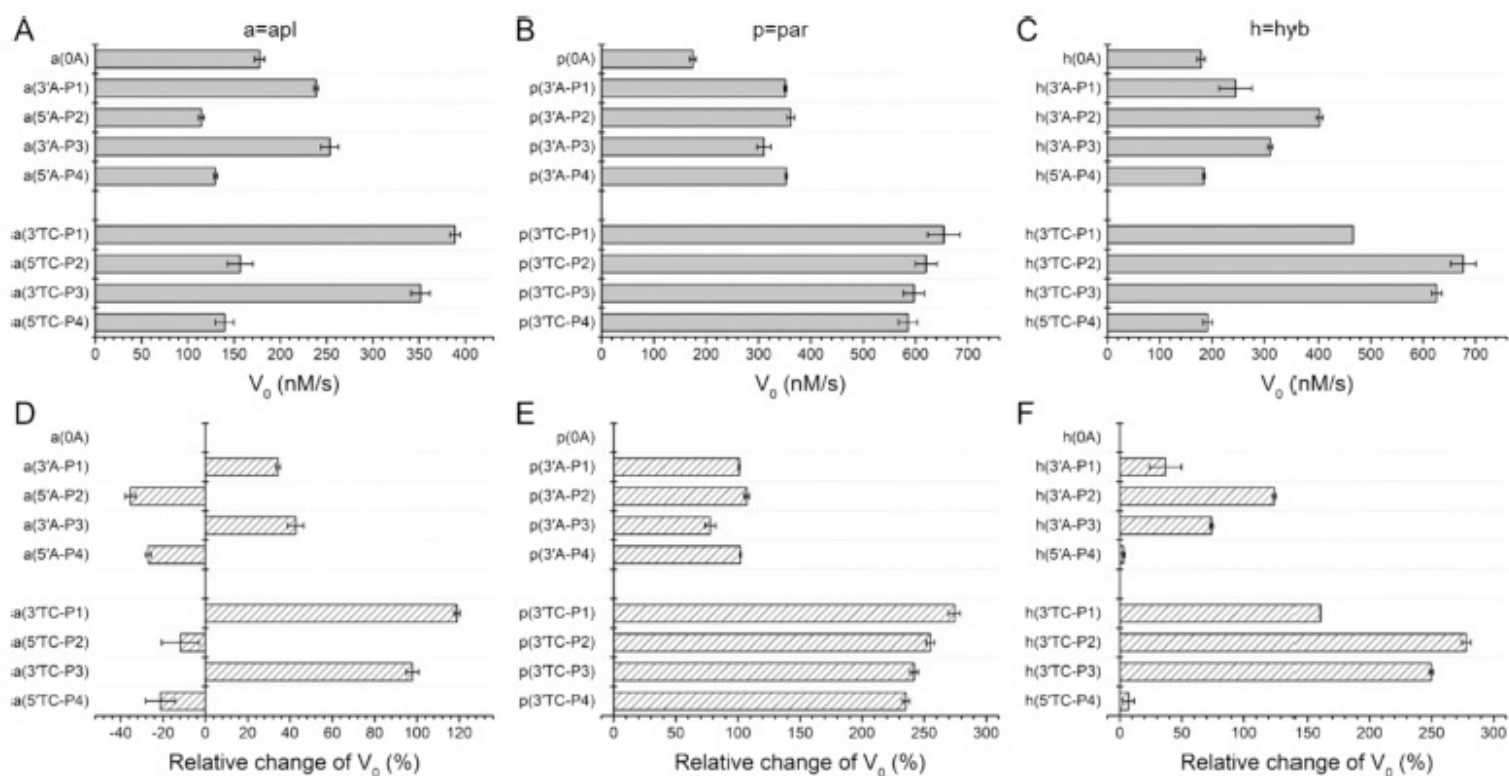 A
a=apl
a(0A)
a(3'A-P1)
a(5'A-P2)
a(3'A-P3)
a(5'A-P4)
a(3'TC-P1)
a(5'TC-P2)
a(3'TC-P3)
a(5'TC-P4)
0 50 100 150 200 250 300 350 400
V0 (nM/s)
B
p=par
p(0A)
p(3'A-P1)
p(3'A-P2)
p(3'A-P3)
p(3'A-P4)
p(3'TC-P1)
p(3'TC-P2)
p(3'TC-P3)
p(3'TC-P4)
0 100 200 300 400 500 600 700
V0 (nM/s)
C
h=hyb
h(0A)
h(3'A-P1)
h(3'A-P2)
h(3'A-P3)
h(5'A-P4)
h(3'TC-P1)
h(3'TC-P2)
h(3'TC-P3)
h(5'TC-P4)
0 100 200 300 400 500 600 700
V0 (nM/s)
D
a(0A)
a(3'A-P1)
a(5'A-P2)
a(3'A-P3)
a(5'A-P4)
a(3'TC-P1)
a(5'TC-P2)
a(3'TC-P3)
a(5'TC-P4)
-40 -20 0 20 40 60 80 100 120
Relative change of V0 (%)
E
p(0A)
p(3'A-P1)
p(3'A-P2)
p(3'A-P3)
p(3'A-P4)
p(3'TC-P1)
p(3'TC-P2)
p(3'TC-P3)
p(3'TC-P4)
0 50 100 150 200 250 300
Relative change of V0 (%)
F
h(0A)
h(3'A-P1)
h(3'A-P2)
h(3'A-P3)
h(5'A-P4)
h(3'TC-P1)
h(3'TC-P2)
h(3'TC-P3)
h(5'TC-P4)
0 50 100 150 200 250 300
Relative change of V0 (%)